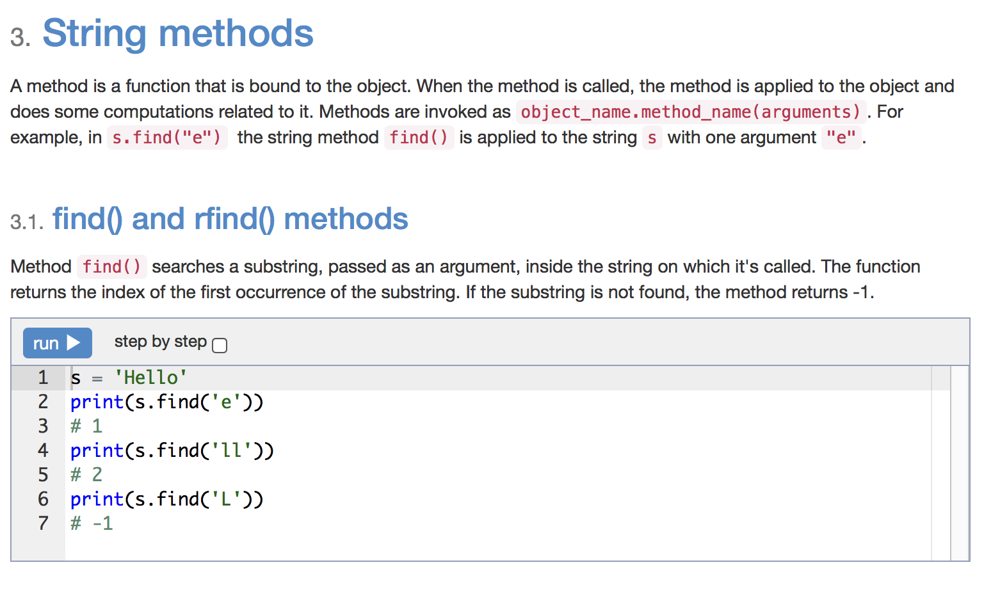 3. String methods
A method is a function that is bound to the object. When the method is called, the method is applied to the object and
does some computations related to it. Methods are invoked as object_name.method_name(arguments) . For
example, in s.find("e") the string method find() is applied to the string s with one argument "e" .
3.1. find() and rfind() methods
Method find() searches a substring, passed as an argument, inside the string on which it's called. The function
returns the index of the first occurrence of the substring. If the substring is not found, the method returns -1.
run step by step
1 s = 'Hello'
2 print(s.find('e'))
3 # 1
4 print(s.find('ll'))
5 # 2
6 print(s.find('L'))
7 # -1